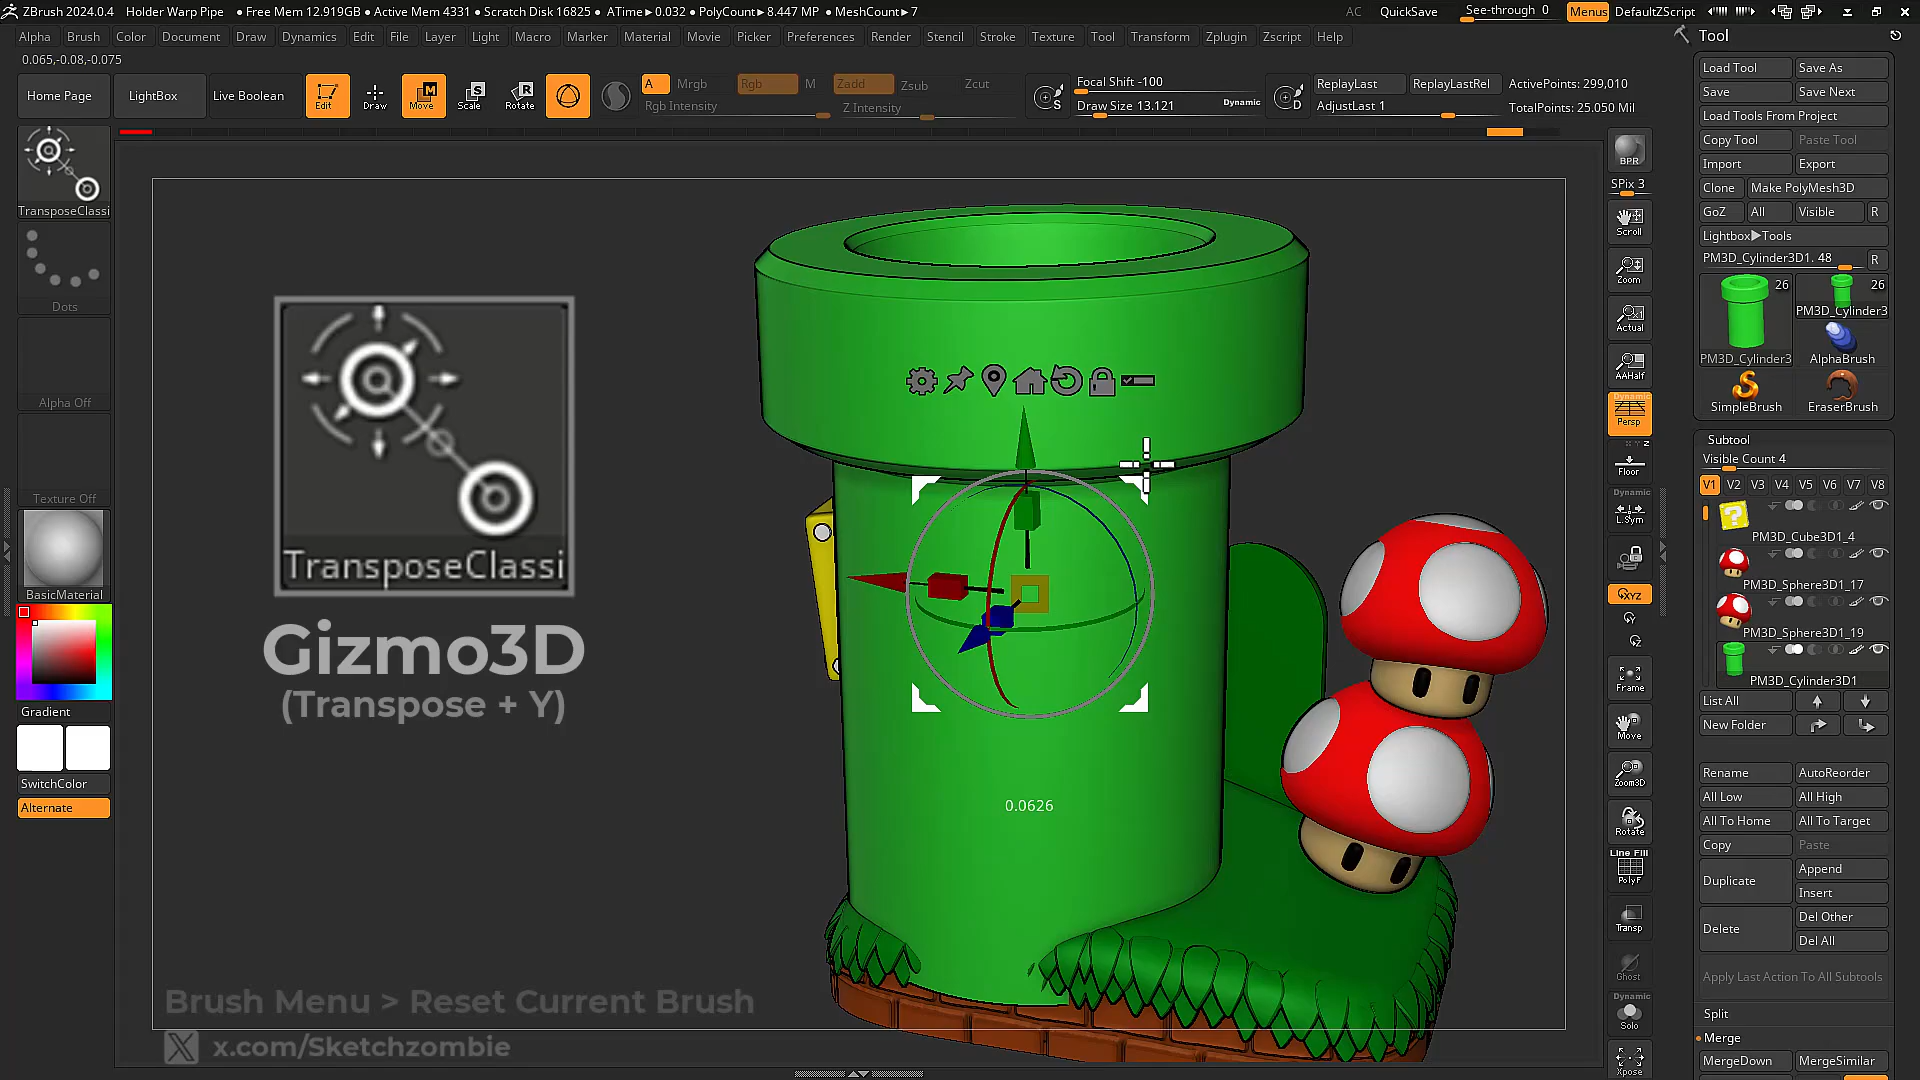 ZBrush 2024.0.4 Holder Warp Pipe • Free Mem 12.919GB • Active Mem 4331 • Scratch Disk 16825 • ATime►0.032 • PolyCount►8.447 MP • MeshCount►7 AC QuickSave See-through 0 Menus DefaultZScript
Alpha Brush Color Document Draw Dynamics Edit File Layer Light Macro Marker Material Movie Picker Preferences Render Stencil Stroke Texture Tool Transform Zplugin Zscript Help
0.065,-0.08,-0.075
Home Page
LightBox
Live Boolean
Edit
Draw
Move
Scale
Rotate
A Mrgb
Rgb M
Zadd Zsub Zcut
Rgb Intensity
Z Intensity
S
Focal Shift -100
Draw Size 13.121 Dynamic
D
ReplayLast ReplayLastRel
AdjustLast 1
ActivePoints: 299,010
TotalPoints: 25.050 Mil
TransposeClassi
Dots
Alpha Off
Texture Off
BasicMaterial
Gradient
SwitchColor
Alternate
TransposeClassi
Gizmo3D
(Transpose + Y)
0.0626
Brush Menu > Reset Current Brush
x.com/Sketchzombie
BPR
SPix 3
Scroll
Zoom
Actual
AAHalf
Dynamic
Persp
Floor
Dynamic
L.Sym
XYZ
Frame
Move
Zoom3D
Rotate
Line Fill
PolyF
Transp
Ghost
Dynamic
Solo
Xpose
Tool
Load Tool Save As
Save Save Next
Load Tools From Project
Copy Tool Paste Tool
Import Export
Clone Make PolyMesh3D
GoZ All Visible R
Lightbox►Tools
PM3D_Cylinder3D1. 48 R
26 26
PM3D_Cylinder3
PM3D_Cylinder3 AlphaBrush
SimpleBrush EraserBrush
Subtool
Visible Count 4
V1 V2 V3 V4 V5 V6 V7 V8
PM3D_Cube3D1_4
PM3D_Sphere3D1_17
PM3D_Sphere3D1_19
PM3D_Cylinder3D1
List All
New Folder
Rename AutoReorder
All Low All High
All To Home All To Target
Copy Paste
Duplicate Append
Insert
Delete Del Other
Del All
Apply Last Action To All Subtools
Split
Merge
MergeDown MergeSimilar